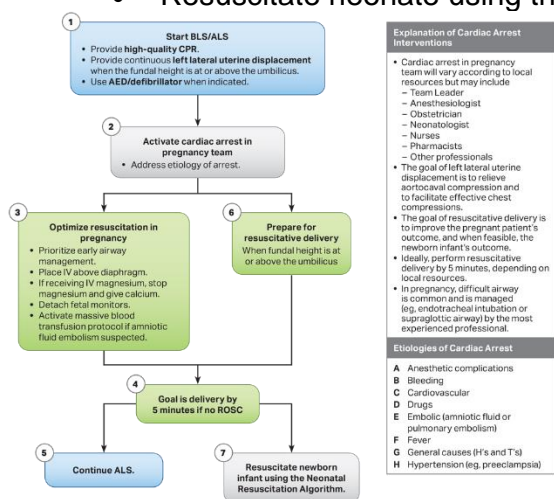 • Resuscitate neonate using th
1
Start BLS/ALS
• Provide high-quality CPR.
• Provide continuous left lateral uterine displacement
when the fundal height is at or above the umbilicus.
• Use AED/defibrillator when indicated.
2
Activate cardiac arrest in
pregnancy team
• Address etiology of arrest.
3
Optimize resuscitation in
pregnancy
• Prioritize early airway
management.
• Place IV above diaphragm.
• If receiving IV magnesium, stop
magnesium and give calcium.
• Detach fetal monitors.
• Activate massive blood
transfusion protocol if amniotic
fluid embolism suspected.
6
Prepare for
resuscitative delivery
When fundal height is at
or above the umbilicus
4
Goal is delivery by
5 minutes if no ROSC
5
Continue ALS.
7
Resuscitate newborn
infant using the Neonatal
Resuscitation Algorithm.
Explanation of Cardiac Arrest
Interventions
• Cardiac arrest in pregnancy
team will vary according to local
resources but may include
– Team Leader
– Anesthesiologist
– Obstetrician
– Neonatologist
– Nurses
– Pharmacists
– Other professionals
• The goal of left lateral uterine
displacement is to relieve
aortocaval compression and
to facilitate effective chest
compressions.
• The goal of resuscitative delivery is
to improve the pregnant patient's
outcome, and when feasible, the
newborn infant's outcome.
• Ideally, perform resuscitative
delivery by 5 minutes, depending on
local resources.
• In pregnancy, difficult airway
is common and is managed
(eg, endotracheal intubation or
supraglottic airway) by the most
experienced professional.
Etiologies of Cardiac Arrest
A Anesthetic complications
B Bleeding
C Cardiovascular
D Drugs
E Embolic (amniotic fluid or
pulmonary embolism)
F Fever
G General causes (H's and T's)
H Hypertension (eg, preeclampsia)